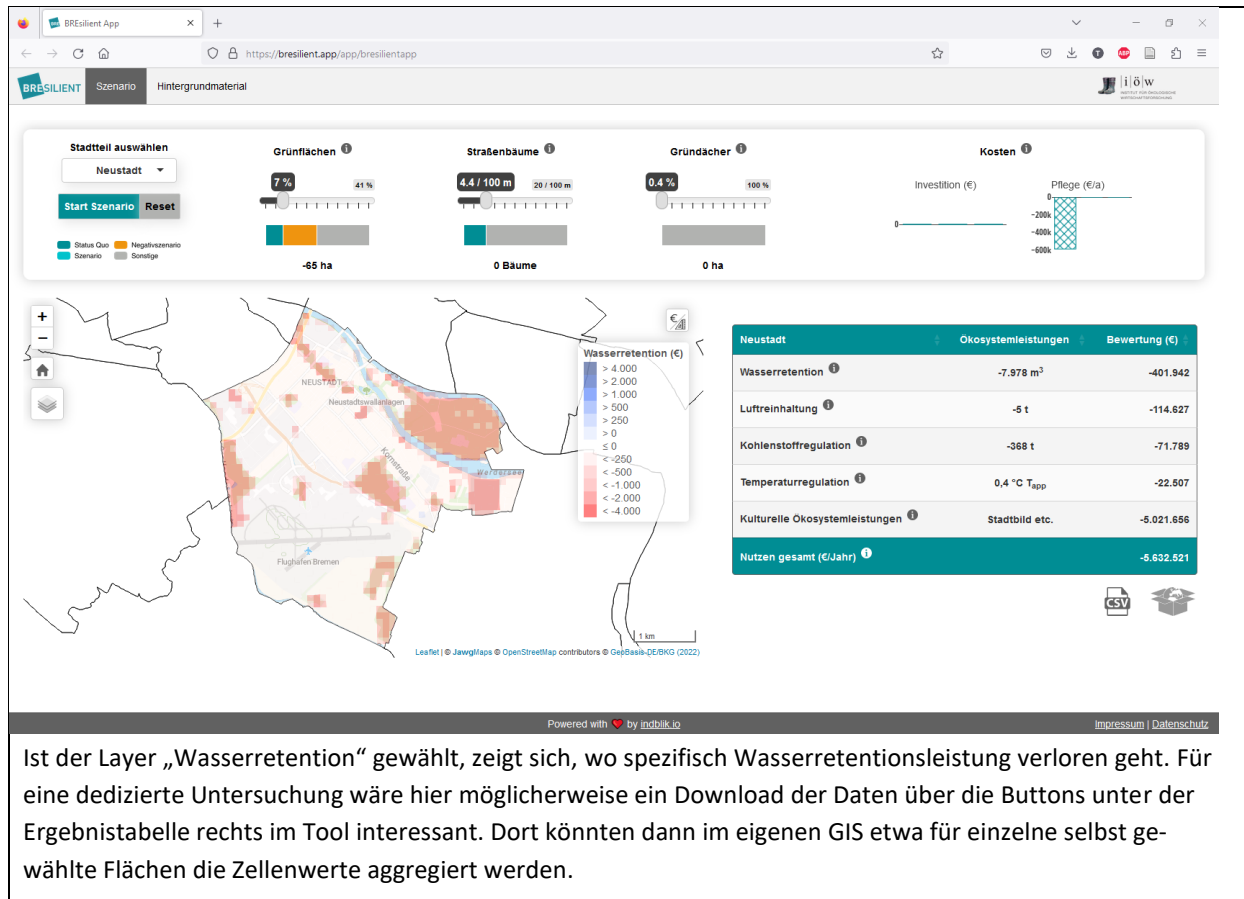 BREsilient App
https://bresilient.app/app/bresilientapp
ABP
BRESILIENT
Szenario
Hintergrundmaterial
i|ö|w
INSTITUT FÜR ÖKOLOGISCHE
WIRTSCHAFTSFORSCHUNG
Stadtteil auswählen
Neustadt
Start Szenario Reset
Status Quo Negativszenario
Szenario Sonstige
Grünflächen
7 % 41 %
-65 ha
Straßenbäume
4.4 / 100 m 20 / 100 m
0 Bäume
Gründächer
0.4 % 100 %
0 ha
Kosten
Investition (€)
0
Pflege (€/a)
0
-200k
-400k
-600k
+
−
NEUSTADT
Neustadtswallanlagen
Kornstraße
Werdersee
Flughafen Bremen
Wasserretention (€)
> 4.000
> 2.000
> 1.000
> 500
> 250
> 0
≤ 0
< -250
< -500
< -1.000
< -2.000
< -4.000
1 km
Leaflet | © JawgMaps © OpenStreetMap contributors © GeoBasis-DE/BKG (2022)
Neustadt Ökosystemleistungen Bewertung (€)
Wasserretention -7.978 m³ -401.942
Luftreinhaltung -5 t -114.627
Kohlenstoffregulation -368 t -71.789
Temperaturregulation 0,4 °C Tapp -22.507
Kulturelle Ökosystemleistungen Stadtbild etc. -5.021.656
Nutzen gesamt (€/Jahr) -5.632.521
CSV
Powered with ❤ by indblik.io
Impressum | Datenschutz
Ist der Layer „Wasserretention“ gewählt, zeigt sich, wo spezifisch Wasserretentionsleistung verloren geht. Für
eine dedizierte Untersuchung wäre hier möglicherweise ein Download der Daten über die Buttons unter der
Ergebnistabelle rechts im Tool interessant. Dort könnten dann im eigenen GIS etwa für einzelne selbst ge-
wählte Flächen die Zellenwerte aggregiert werden.